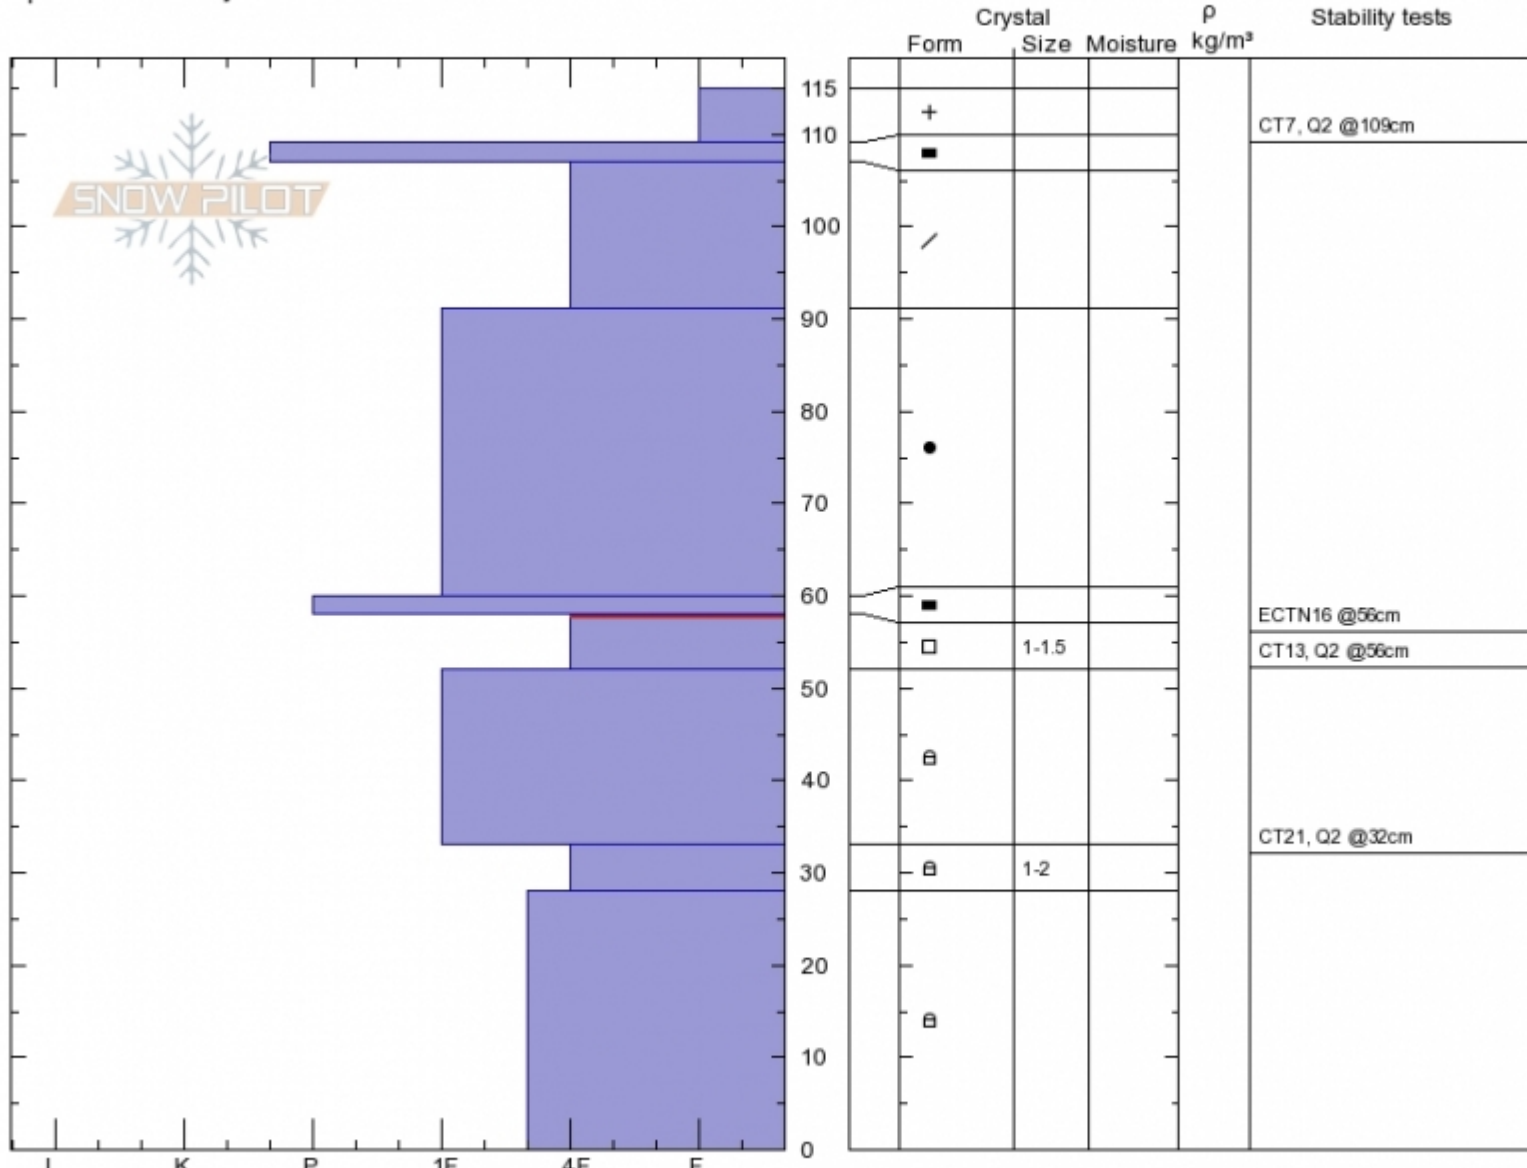 Crystal ρ Stability tests
Form Size Moisture kg/m³
115
110
CT7, Q2 @109cm
SNOW PILOT
100
90
80
70
60
ECTN16 @56cm
1-1.5
CT13, Q2 @56cm
50
40
CT21, Q2 @32cm
30
1-2
20
10
0
I K P 1F 4F F